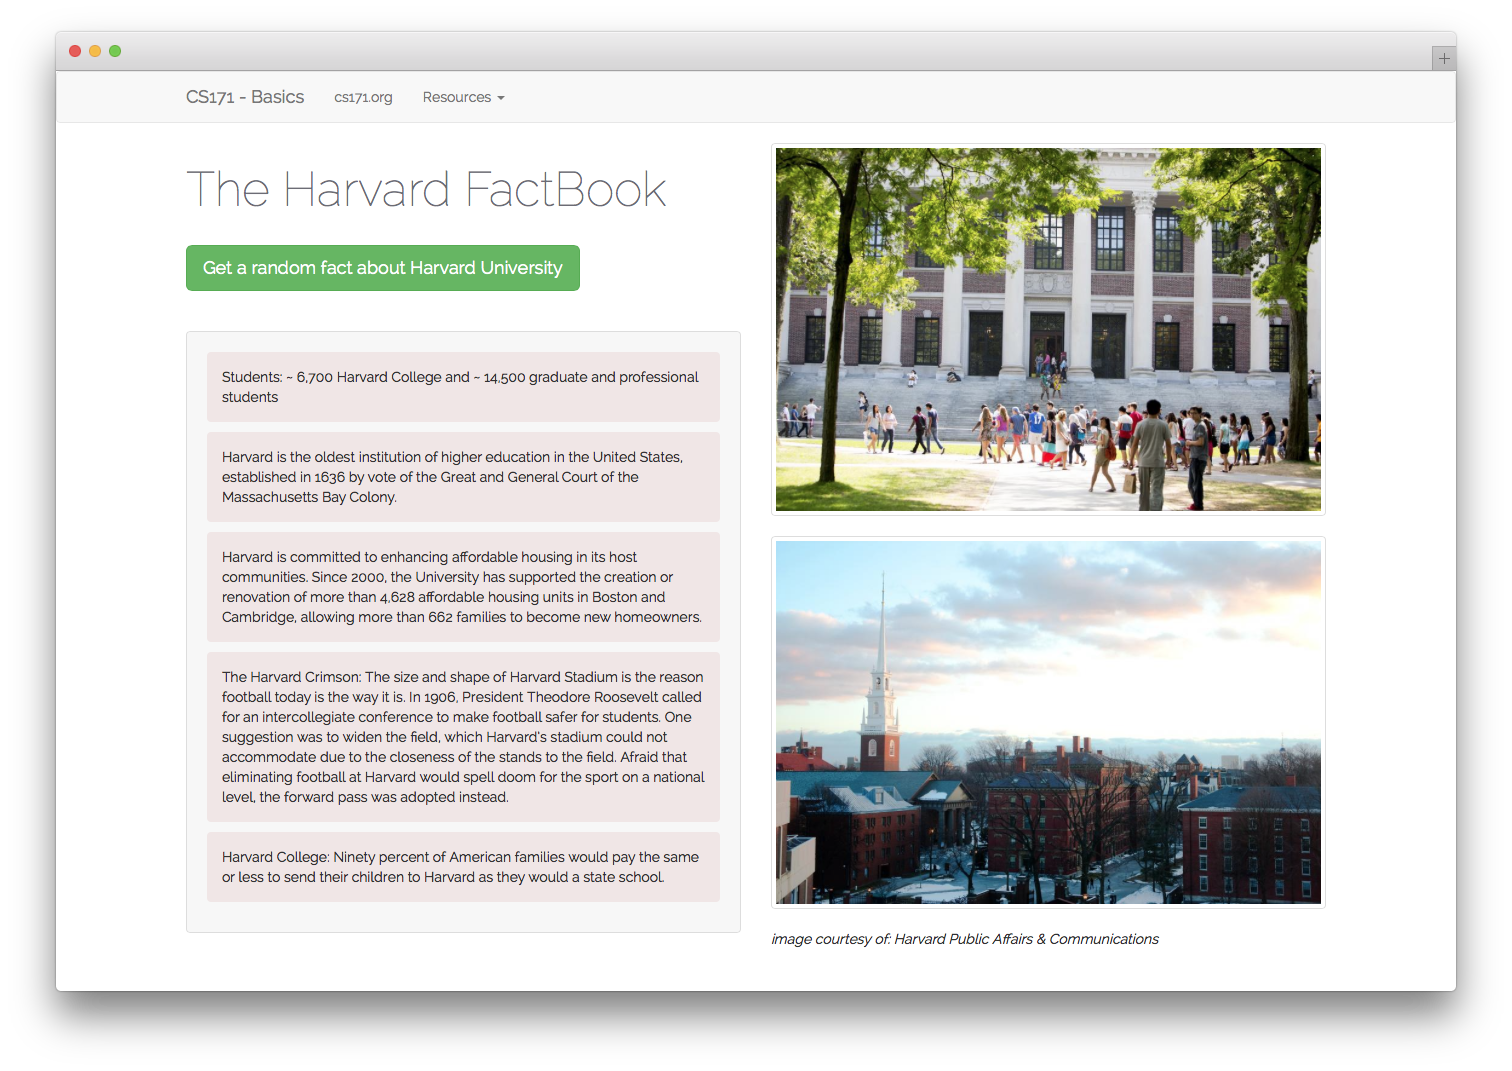 CS171 - Basics cs171.org Resources
The Harvard FactBook
Get a random fact about Harvard University
Students: ~ 6,700 Harvard College and ~ 14,500 graduate and professional
students
Harvard is the oldest institution of higher education in the United States,
established in 1636 by vote of the Great and General Court of the
Massachusetts Bay Colony.
Harvard is committed to enhancing affordable housing in its host
communities. Since 2000, the University has supported the creation or
renovation of more than 4,628 affordable housing units in Boston and
Cambridge, allowing more than 662 families to become new homeowners.
The Harvard Crimson: The size and shape of Harvard Stadium is the reason
football today is the way it is. In 1906, President Theodore Roosevelt called
for an intercollegiate conference to make football safer for students. One
suggestion was to widen the field, which Harvard's stadium could not
accommodate due to the closeness of the stands to the field. Afraid that
eliminating football at Harvard would spell doom for the sport on a national
level, the forward pass was adopted instead.
Harvard College: Ninety percent of American families would pay the same
or less to send their children to Harvard as they would a state school.
image courtesy of: Harvard Public Affairs & Communications